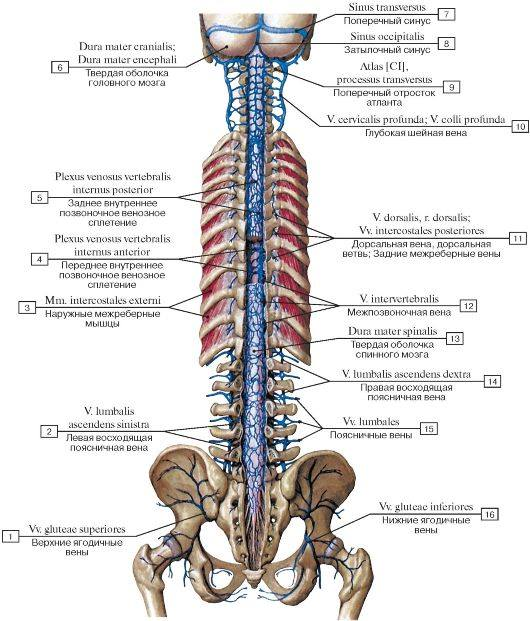 Sinus transversus
Поперечный синус
7
Sinus occipitalis
Затылочный синус
8
Dura mater cranialis;
Dura mater encephali
Твердая оболочка
головного мозга
6
Atlas [CI],
processus transversus
Поперечный отросток
атланта
9
V. cervicalis profunda; V. colli profunda
Глубокая шейная вена
10
Plexus venosus vertebralis
internus posterior
Заднее внутреннее
позвоночное венозное
сплетение
5
V. dorsalis, r. dorsalis;
Vv. intercostales posteriores
Дорсальная вена, дорсальная
ветвь; Задние межреберные вены
11
Plexus venosus vertebralis
internus anterior
Переднее внутреннее
позвоночное венозное
сплетение
4
Mm. intercostales externi
Наружные межреберные
мышцы
3
V. intervertebralis
Межпозвоночная вена
12
Dura mater spinalis
Твердая оболочка
спинного мозга
13
V. lumbalis ascendens dextra
Правая восходящая
поясничная вена
14
V. lumbalis
ascendens sinistra
Левая восходящая
поясничная вена
2
Vv. lumbales
Поясничные вены
15
Vv. gluteae superiores
Верхние ягодичные
вены
1
Vv. gluteae inferiores
Нижние ягодичные
вены
16